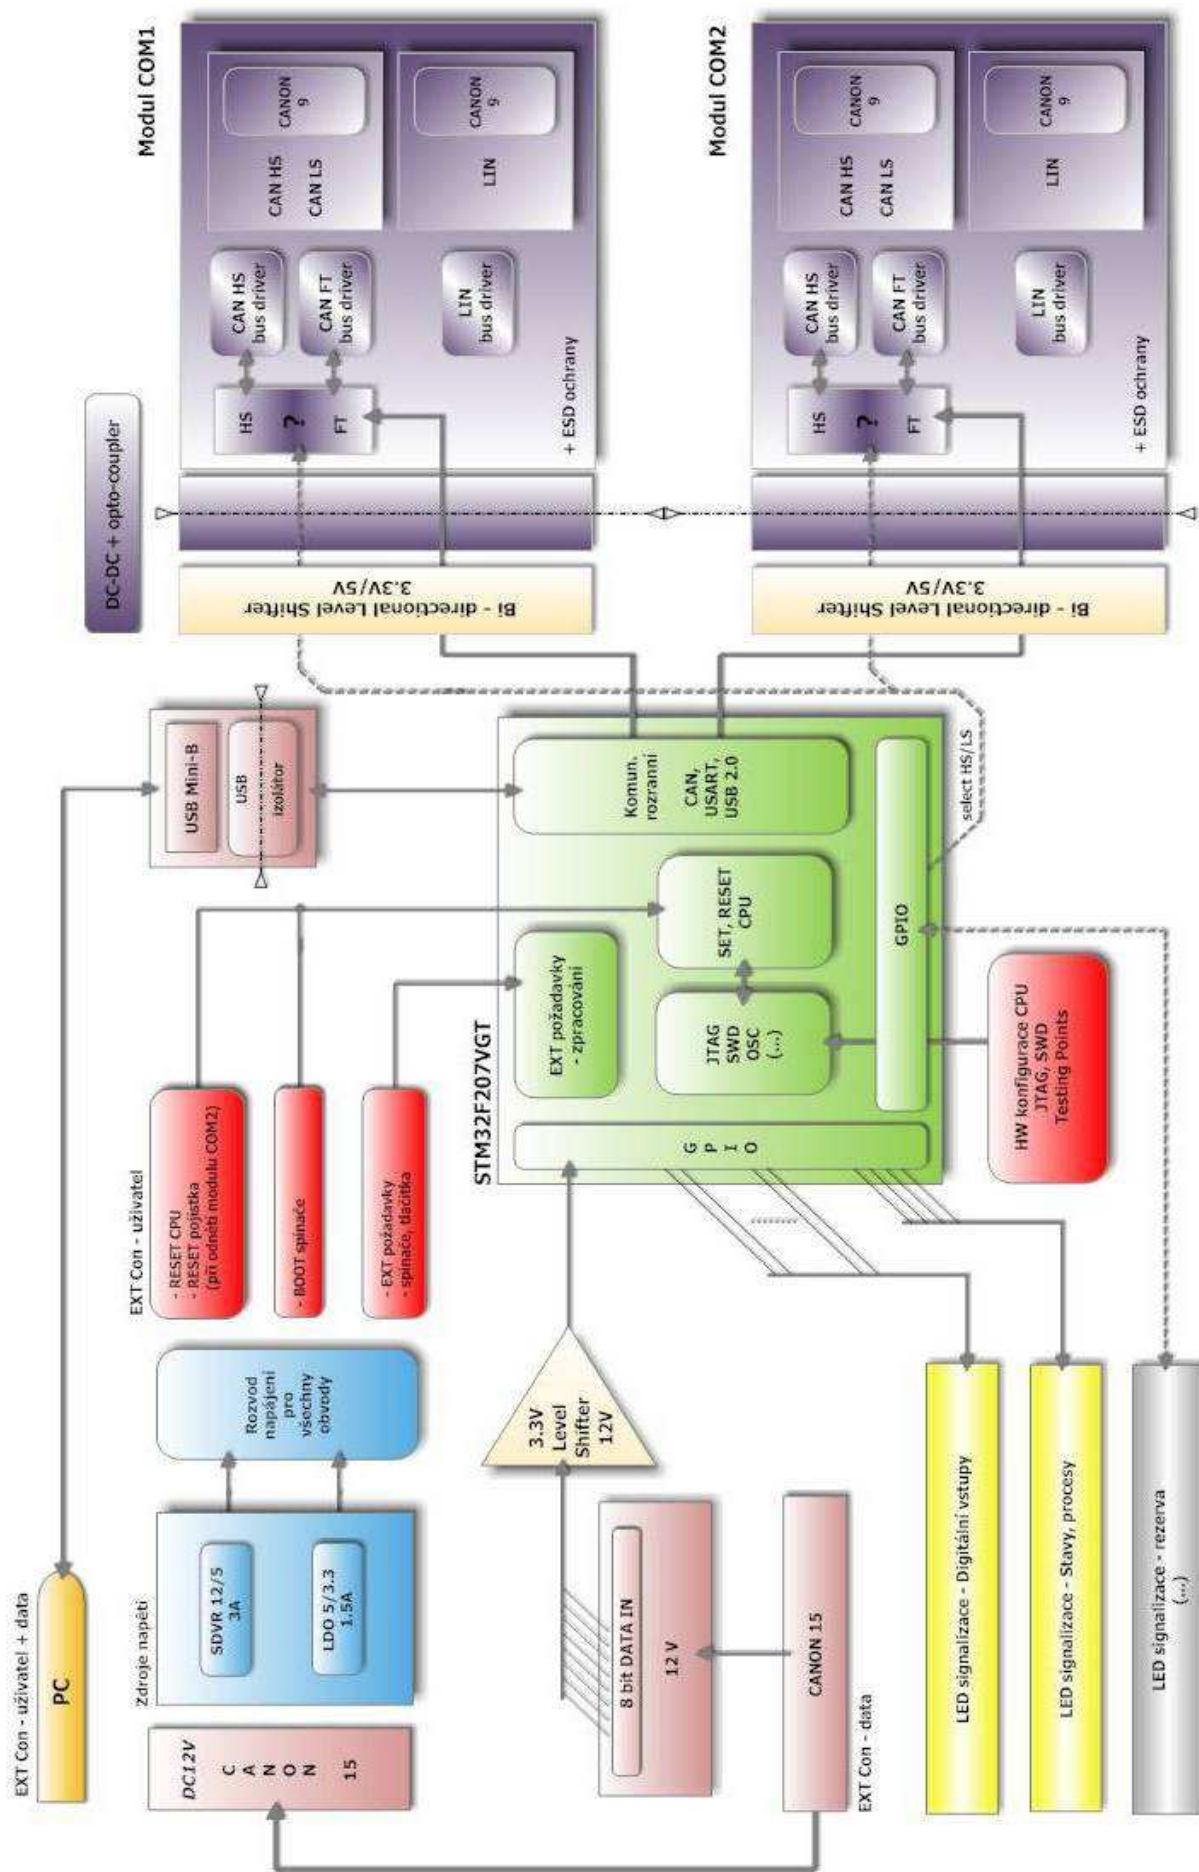 EXT Con - uživatel + data
PC
DC12V
C
A
N
O
N
15
Zdroje napětí
SDVR 12/5
3A
LDO 5/3.3
1.5A
Rozvod
napájení
pro
všechny
obvody
EXT Con - uživatel
- RESET CPU
- RESET pojistka
(při odnětí modulu COM2)
- BOOT spínače
- EXT požadavky
- spínače, tlačítka
USB Mini-B
USB
izolátor
DC-DC + opto-coupler
8 bit DATA IN
12 V
CANON 15
EXT Con - data
3.3V
Level
Shifter
12V
STM32F207VGT
G
P
I
O
EXT požadavky
- zpracování
JTAG
SWD
OSC
(...)
SET, RESET
CPU
Komun.
rozranní
CAN,
USART,
USB 2.0
GPIO
select HS/LS
HW konfigurace CPU
JTAG, SWD
Testing Points
LED signalizace - Digitální vstupy
LED signalizace - Stavy, procesy
LED signalizace - rezerva
(...)
Bi - directional Level Shifter
3.3V/5V
Modul COM1
HS
?
FT
CAN HS
bus driver
CAN FT
bus driver
LIN
bus driver
CAN HS
CAN LS
CANON
9
LIN
CANON
9
+ ESD ochrany
Bi - directional Level Shifter
3.3V/5V
Modul COM2
HS
?
FT
CAN HS
bus driver
CAN FT
bus driver
LIN
bus driver
CAN HS
CAN LS
CANON
9
LIN
CANON
9
+ ESD ochrany